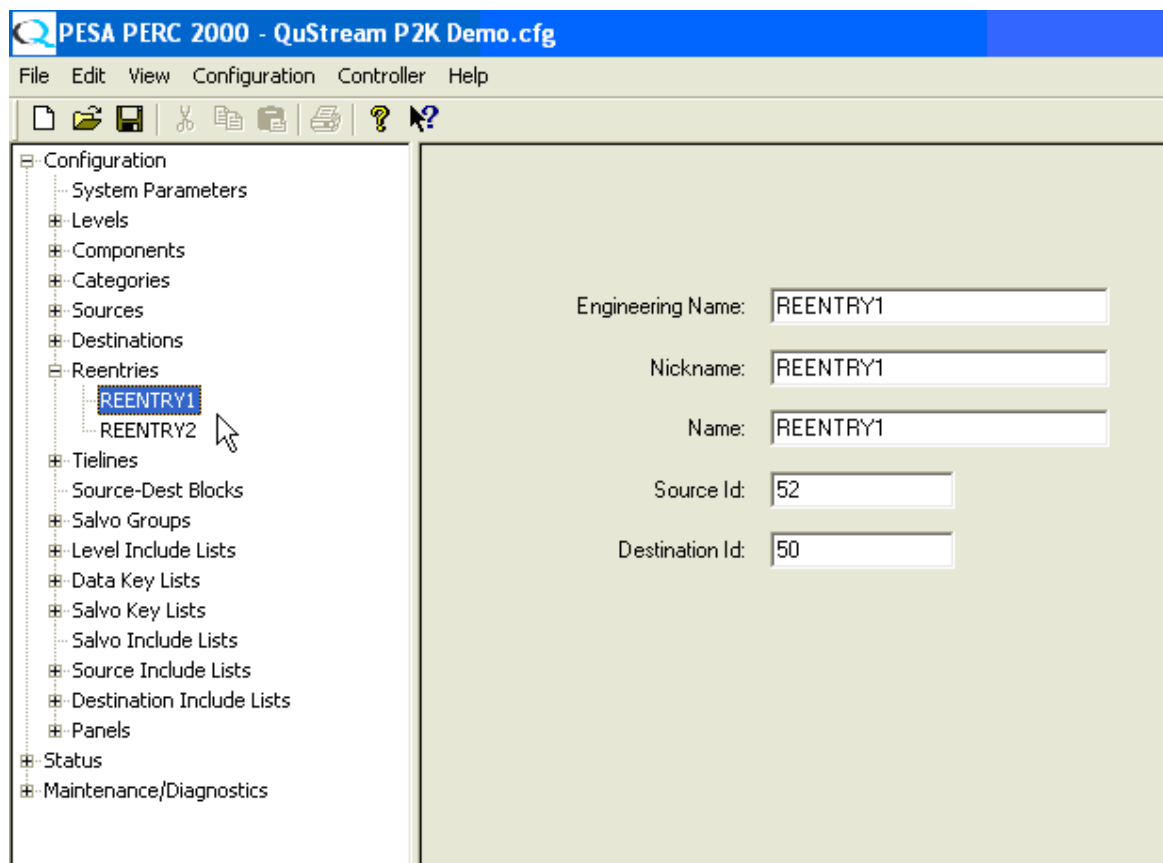 PESA PERC 2000 - QuStream P2K Demo.cfg
File Edit View Configuration Controller Help
Configuration
System Parameters
Levels
Components
Categories
Sources
Destinations
Reentries
REENTRY1
REENTRY2
Tielines
Source-Dest Blocks
Salvo Groups
Level Include Lists
Data Key Lists
Salvo Key Lists
Salvo Include Lists
Source Include Lists
Destination Include Lists
Panels
Status
Maintenance/Diagnostics
Engineering Name: REENTRY1
Nickname: REENTRY1
Name: REENTRY1
Source Id: 52
Destination Id: 50